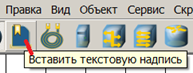 Правка Вид Объект Сервис
Вставить текстовую надпись